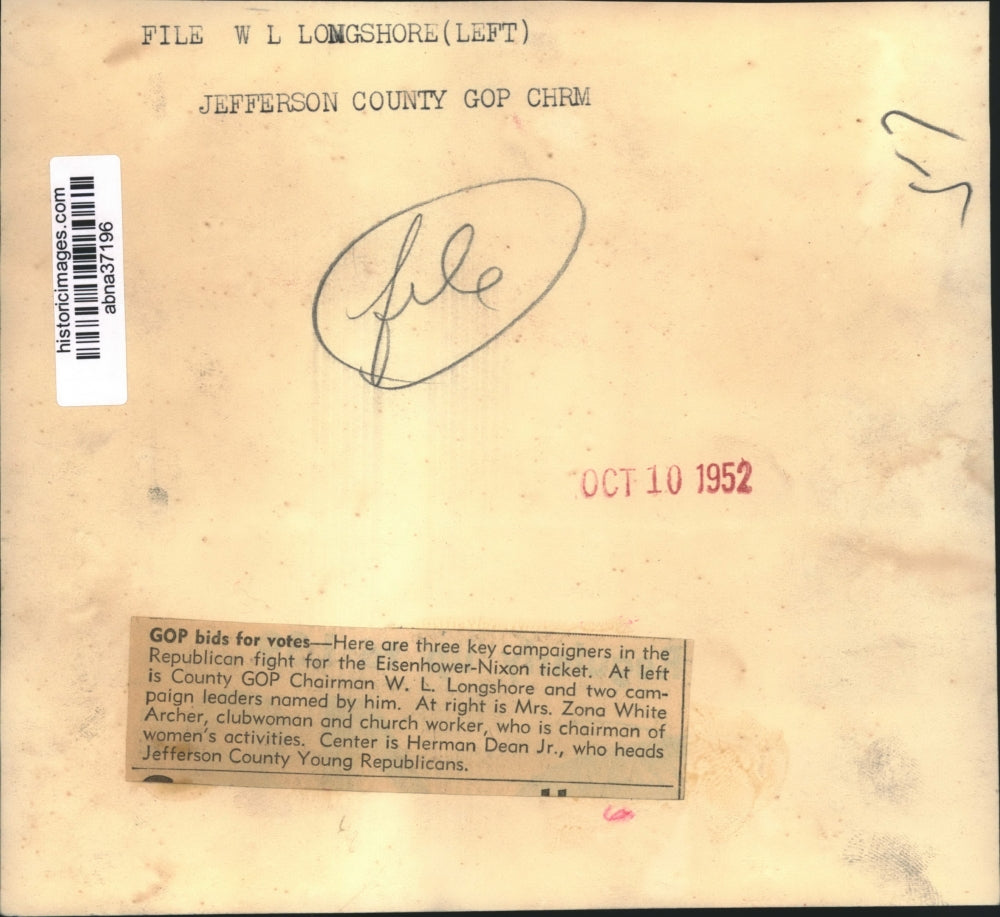 FILE W L LONGSHORE(LEFT)
JEFFERSON COUNTY GOP CHRM
historicimages.com
abna37196
file
OCT 10 1952
GOP bids for votes—Here are three key campaigners in the
Republican fight for the Eisenhower-Nixon ticket. At left
is County GOP Chairman W. L. Longshore and two cam-
paign leaders named by him. At right is Mrs. Zona White
Archer, clubwoman and church worker, who is chairman of
women's activities. Center is Herman Dean Jr., who heads
Jefferson County Young Republicans.